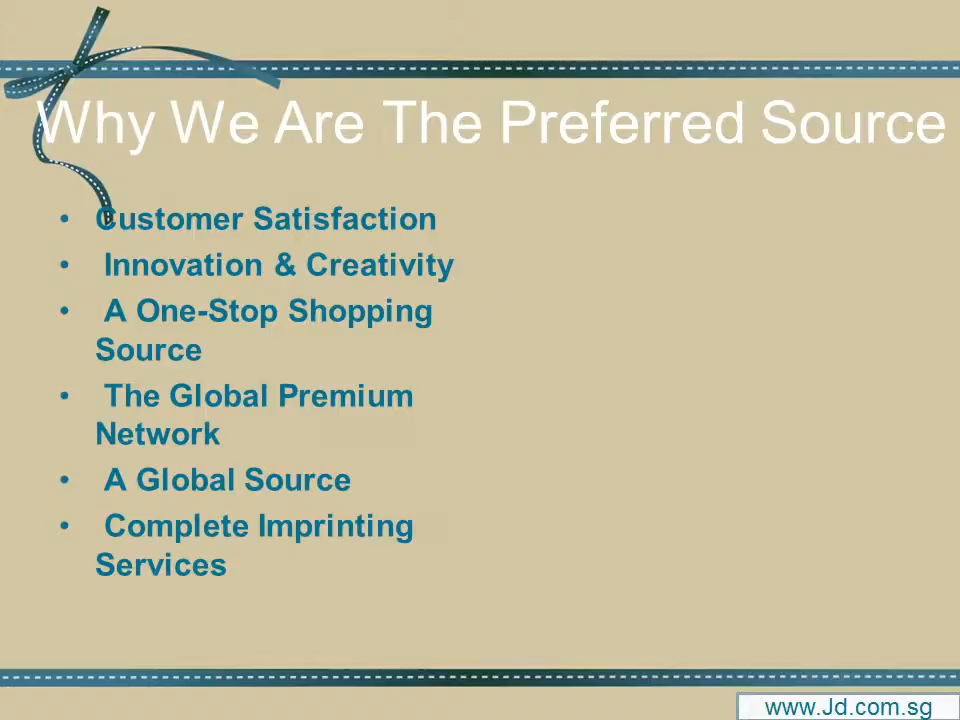 Why We Are The Preferred Source
• Customer Satisfaction
• Innovation & Creativity
• A One-Stop Shopping
Source
• The Global Premium
Network
• A Global Source
• Complete Imprinting
Services
www.Jd.com.sg